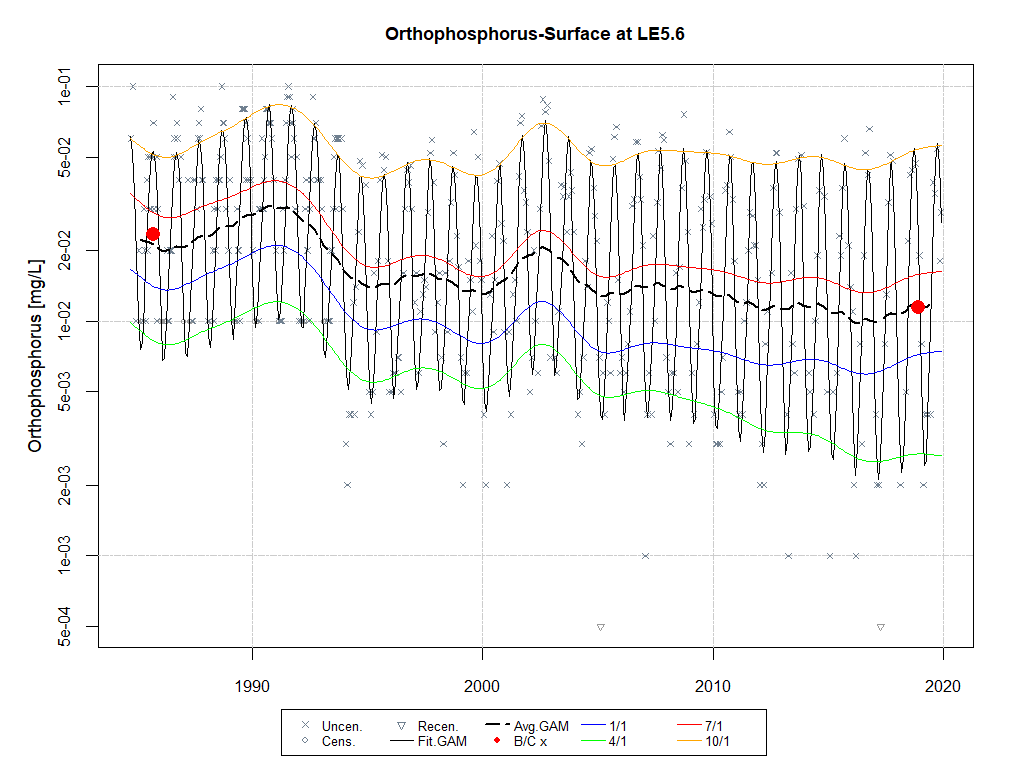 Orthophosphorus-Surface at LE5.6
Orthophosphorus [mg/L]
1e-01
5e-02
2e-02
1e-02
5e-03
2e-03
1e-03
5e-04
1990 2000 2010 2020
Uncen. Recen. Avg.GAM 1/1 7/1
Cens. Fit.GAM B/C x 4/1 10/1